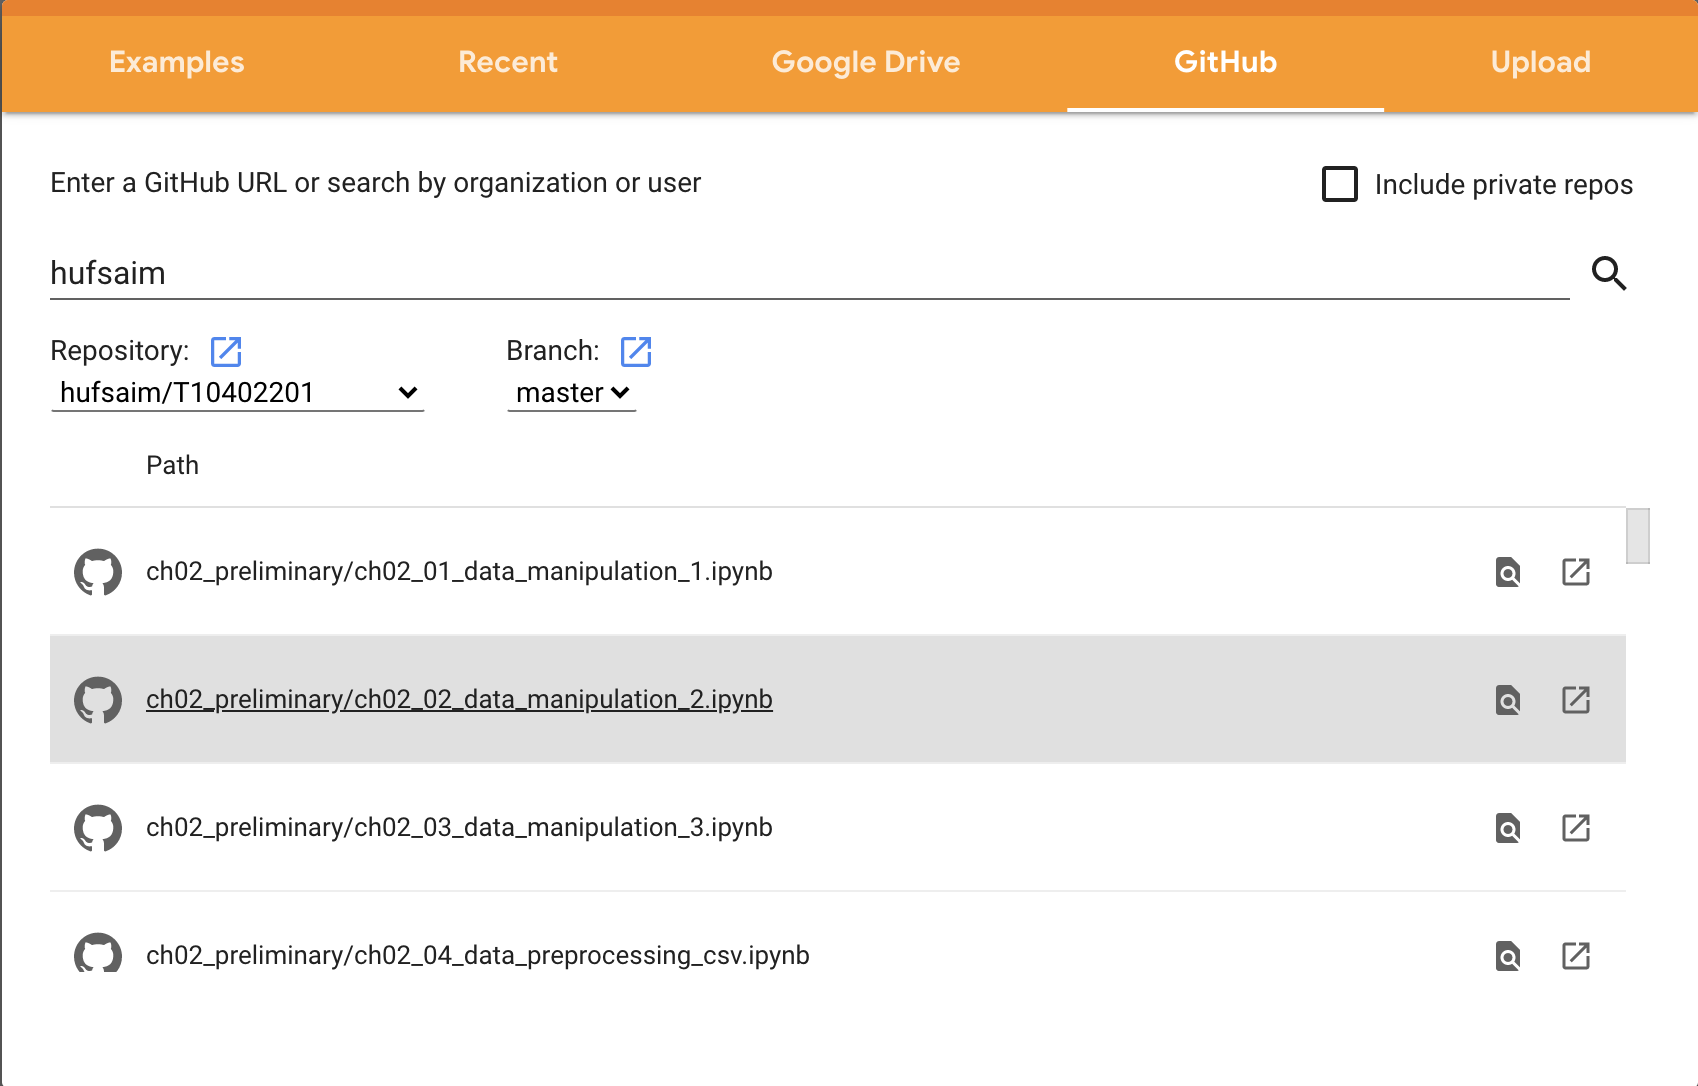 Examples Recent Google Drive GitHub Upload
Enter a GitHub URL or search by organization or user Include private repos
hufsaim
Repository: Branch:
hufsaim/T10402201 master
Path
ch02_preliminary/ch02_01_data_manipulation_1.ipynb
ch02_preliminary/ch02_02_data_manipulation_2.ipynb
ch02_preliminary/ch02_03_data_manipulation_3.ipynb
ch02_preliminary/ch02_04_data_preprocessing_csv.ipynb